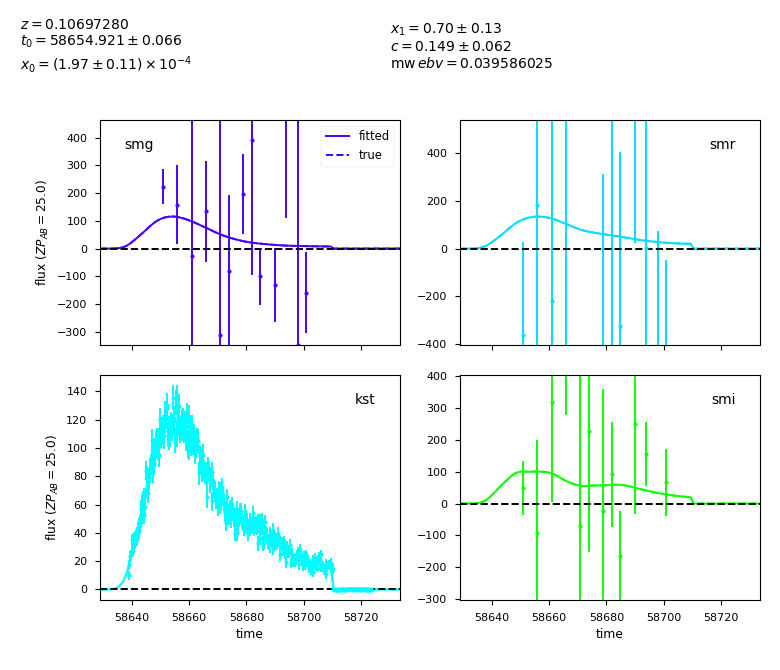 z = 0.10697280
t₀ = 58654.921 ± 0.066
x₀ = (1.97 ± 0.11) × 10⁻⁴
x₁ = 0.70 ± 0.13
c = 0.149 ± 0.062
mw ebv = 0.039586025
smg
fitted
true
400
300
200
100
0
−100
−200
−300
flux (ZP_AB = 25.0)
smr
400
200
0
−200
−400
kst
140
120
100
80
60
40
20
0
flux (ZP_AB = 25.0)
58640 58660 58680 58700 58720
time
smi
400
300
200
100
0
−100
−200
−300
58640 58660 58680 58700 58720
time